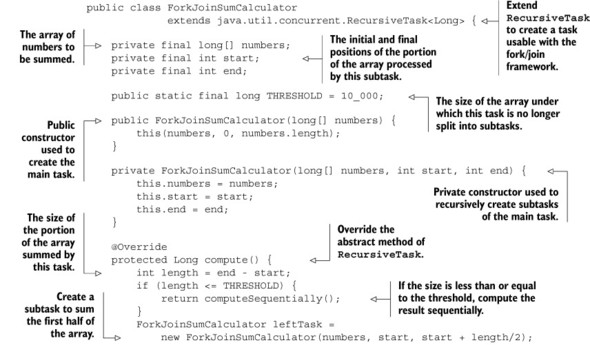 public class ForkJoinSumCalculator
extends java.util.concurrent.RecursiveTask<Long> {
Extend
RecursiveTask
to create a task
usable with the
fork/join
framework.
The array of
numbers to
be summed.
private final long[] numbers;
private final int start;
private final int end;
The initial and final
positions of the portion
of the array processed
by this subtask.
public static final long THRESHOLD = 10_000;
The size of the array under
which this task is no longer
split into subtasks.
Public
constructor
used to
create the
main task.
public ForkJoinSumCalculator(long[] numbers) {
this(numbers, 0, numbers.length);
}
private ForkJoinSumCalculator(long[] numbers, int start, int end) {
this.numbers = numbers;
this.start = start;
this.end = end;
}
Private constructor used to
recursively create subtasks
of the main task.
The size of
the portion
of the array
summed by
this task.
@Override
protected Long compute() {
Override the
abstract method of
RecursiveTask.
int length = end - start;
if (length <= THRESHOLD) {
return computeSequentially();
}
If the size is less than or equal
to the threshold, compute the
result sequentially.
Create a
subtask to sum
the first half of
the array.
ForkJoinSumCalculator leftTask =
new ForkJoinSumCalculator(numbers, start, start + length/2);